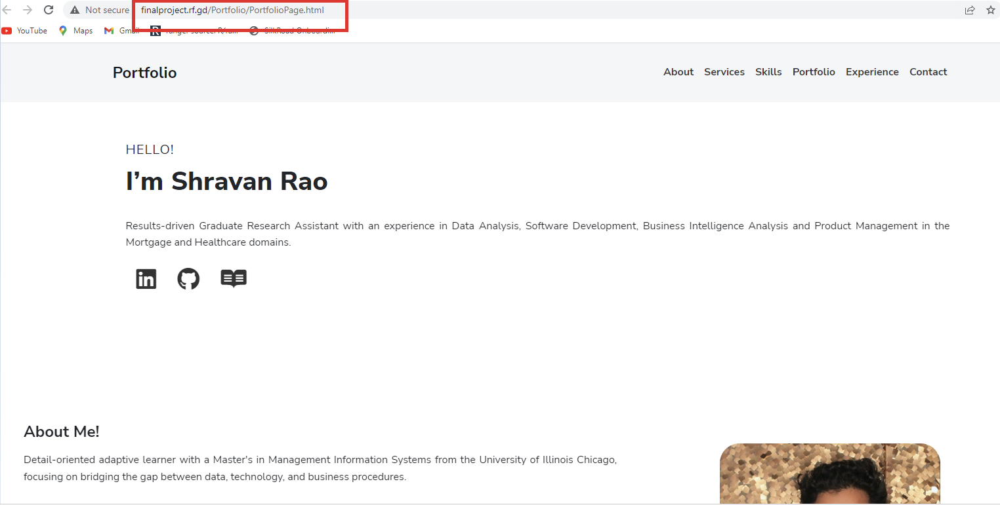 Not secure finalproject.rf.gd/Portfolio/PortfolioPage.html
YouTube Maps Gmail
Portfolio About Services Skills Portfolio Experience Contact
HELLO!
I’m Shravan Rao
Results-driven Graduate Research Assistant with an experience in Data Analysis, Software Development, Business Intelligence Analysis and Product Management in the
Mortgage and Healthcare domains.
in
About Me!
Detail-oriented adaptive learner with a Master's in Management Information Systems from the University of Illinois Chicago,
focusing on bridging the gap between data, technology, and business procedures.